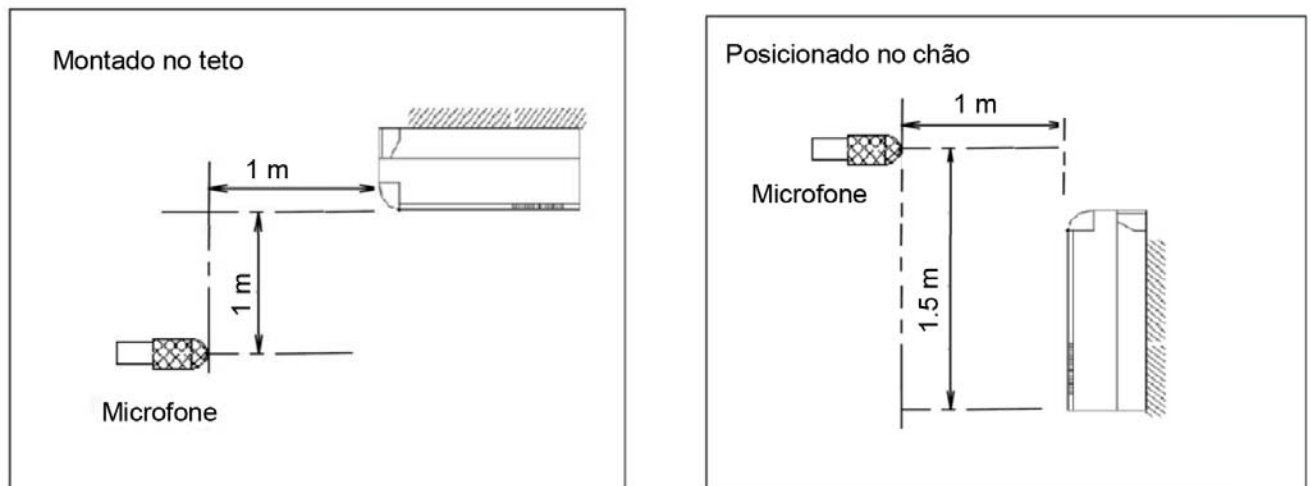 Montado no teto
1 m
1 m
Microfone
Posicionado no chão
1 m
Microfone
1.5 m